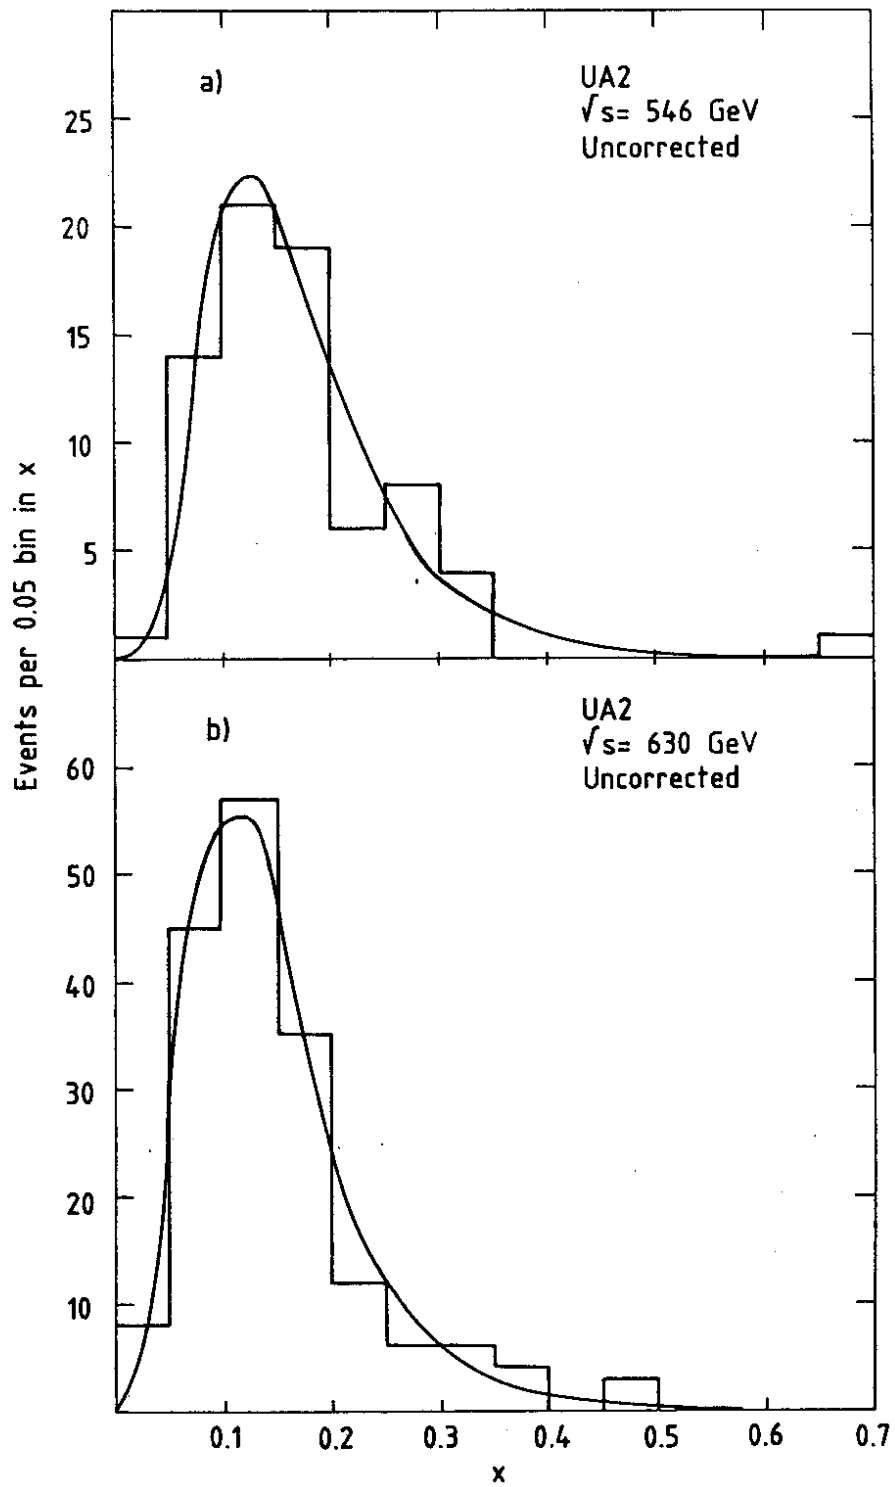 a)
UA2
√s= 546 GeV
Uncorrected
25
20
15
10
5
Events per 0.05 bin in x
b)
UA2
√s= 630 GeV
Uncorrected
60
50
40
30
20
10
0.1 0.2 0.3 0.4 0.5 0.6 0.7
x